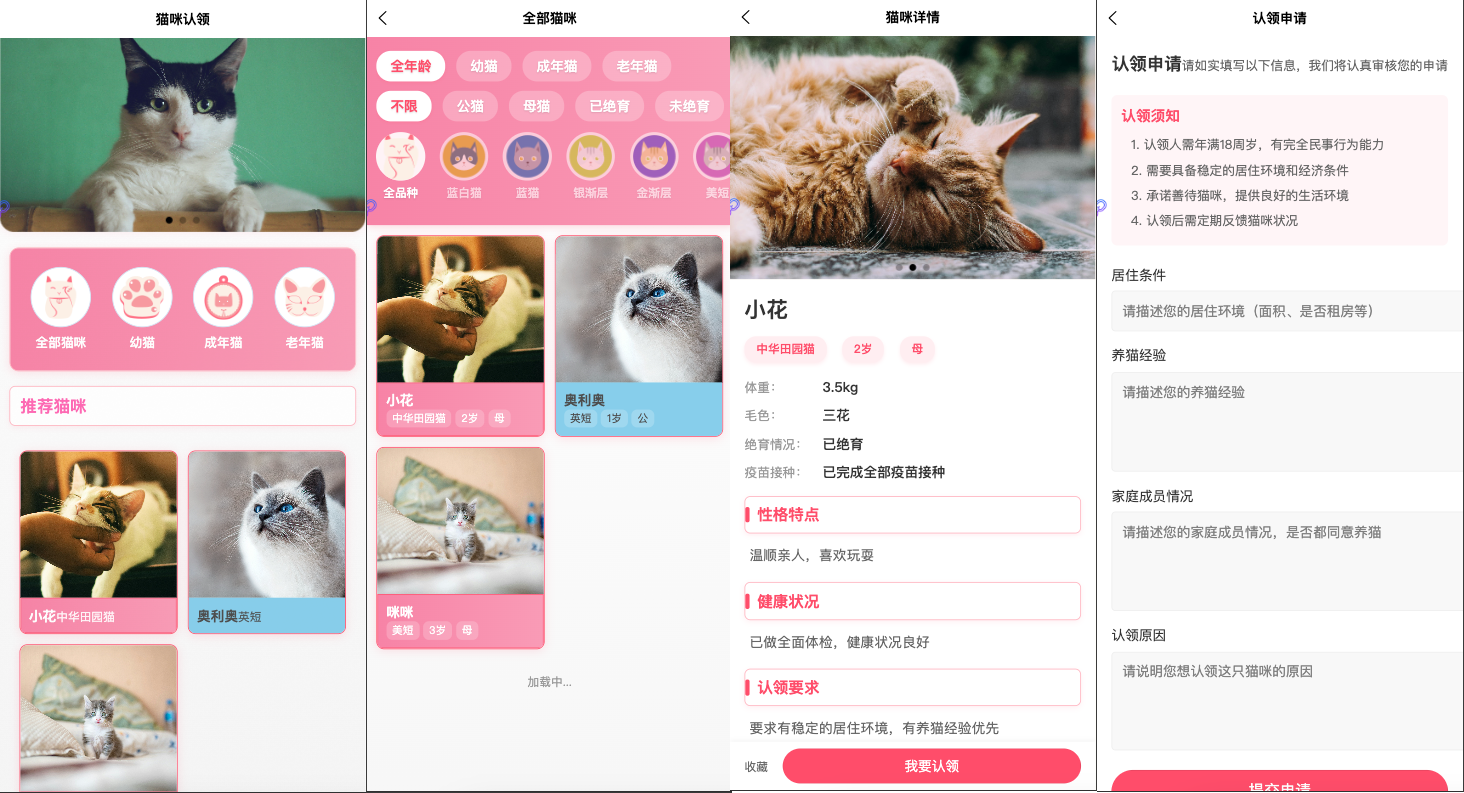 猫咪认领
全部猫咪
幼猫
成年猫
老年猫
推荐猫咪
小花中华田园猫
奥利奥英短
全部猫咪
全年龄
幼猫
成年猫
老年猫
不限
公猫
母猫
已绝育
未绝育
全品种
蓝白猫
蓝猫
银渐层
金渐层
美短
小花
中华田园猫
2岁
母
奥利奥
英短
1岁
公
咪咪
美短
3岁
母
加载中...
猫咪详情
小花
中华田园猫
2岁
母
体重：
3.5kg
毛色：
三花
绝育情况：
已绝育
疫苗接种：
已完成全部疫苗接种
性格特点
温顺亲人，喜欢玩耍
健康状况
已做全面体检，健康状况良好
认领要求
要求有稳定的居住环境，有养猫经验优先
收藏
我要认领
认领申请
认领申请请如实填写以下信息，我们将认真审核您的申请
认领须知
1. 认领人需年满18周岁，有完全民事行为能力
2. 需要具备稳定的居住环境和经济条件
3. 承诺善待猫咪，提供良好的生活环境
4. 认领后需定期反馈猫咪状况
居住条件
请描述您的居住环境（面积、是否租房等）
养猫经验
请描述您的养猫经验
家庭成员情况
请描述您的家庭成员情况，是否都同意养猫
认领原因
请说明您想认领这只猫咪的原因
提交申请